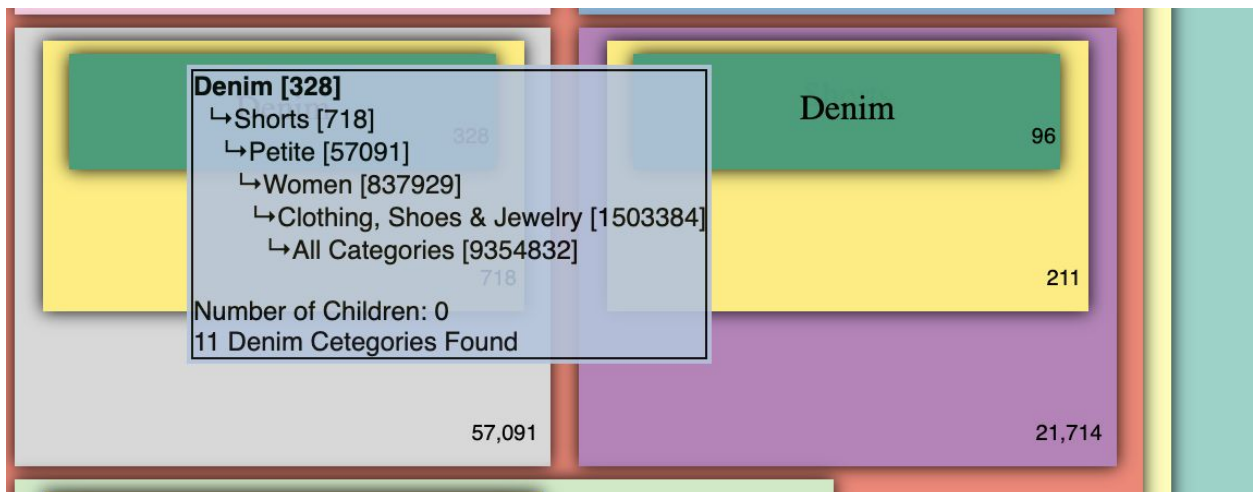 Denim [328]
↳Shorts [718]
↳Petite [57091]
↳Women [837929]
↳Clothing, Shoes & Jewelry [1503384]
↳All Categories [9354832]
Number of Children: 0
11 Denim Cetegories Found
Denim
328
718
57,091
Denim
96
211
21,714